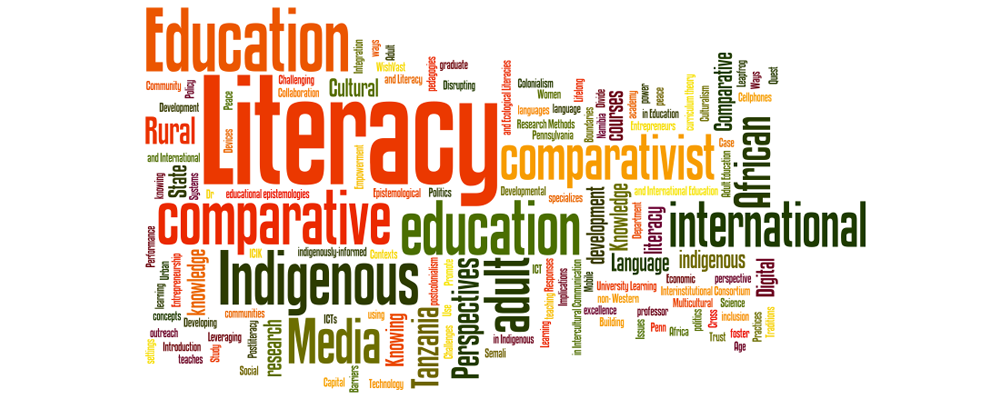 Education
Integration
ways
Adult
WishVast
and Literacy
pedagogies
graduate
Disrupting
Community
Policy
Challenging
Collaboration
Cultural
Development
Peace
Literacy
and Ecological Literacies
Colonialism
Women
Lifelong
languages
language
Research Methods
Pennsylvania
Boundaries
Namibia
Divide
courses
academy
power
in Education
peace
Entrepreneurs
curriculum theory
Culturalism
Comparative
Leapfrog
Ways
Quest
Cellphones
Rural
Devices
Empowerment
comparativist
Case
Adult Education
African
and International
knowing
State
Systems
Or
educational epistemologies
Epistemological
Politics
Developmental
specializes
and International Education
comparative
education
development
Knowledge
Department
literacy
international
Performance
ICIK
indigenously-informed
Contexts
learning
Urban
Entrepreneurship
knowledge
Indigenous
postcolonialism
Promote
Perspectives
adult
ICT
Responses
Implications
Mobile
in Intercultural Communication
Language
indigenous
Economic
perspective
Digital
University Learning
Interinstitutional Consortium
non-Western
Multicultural
Science
concepts
Developing
communities
ICTs
using
Knowing
Tanzania
Use
Challenges
teaching
Learning
in Indigenous
Semali
excellence
Building
professor
Issues
Penn
Africa
politics
Cross
Trust
inclusion
foster
Age
Practices
Traditions
outreach
settings
Introduction
teaches
Leveraging
Study
Postliteracy
Social
research
Media
Capital
Barriers
Technology